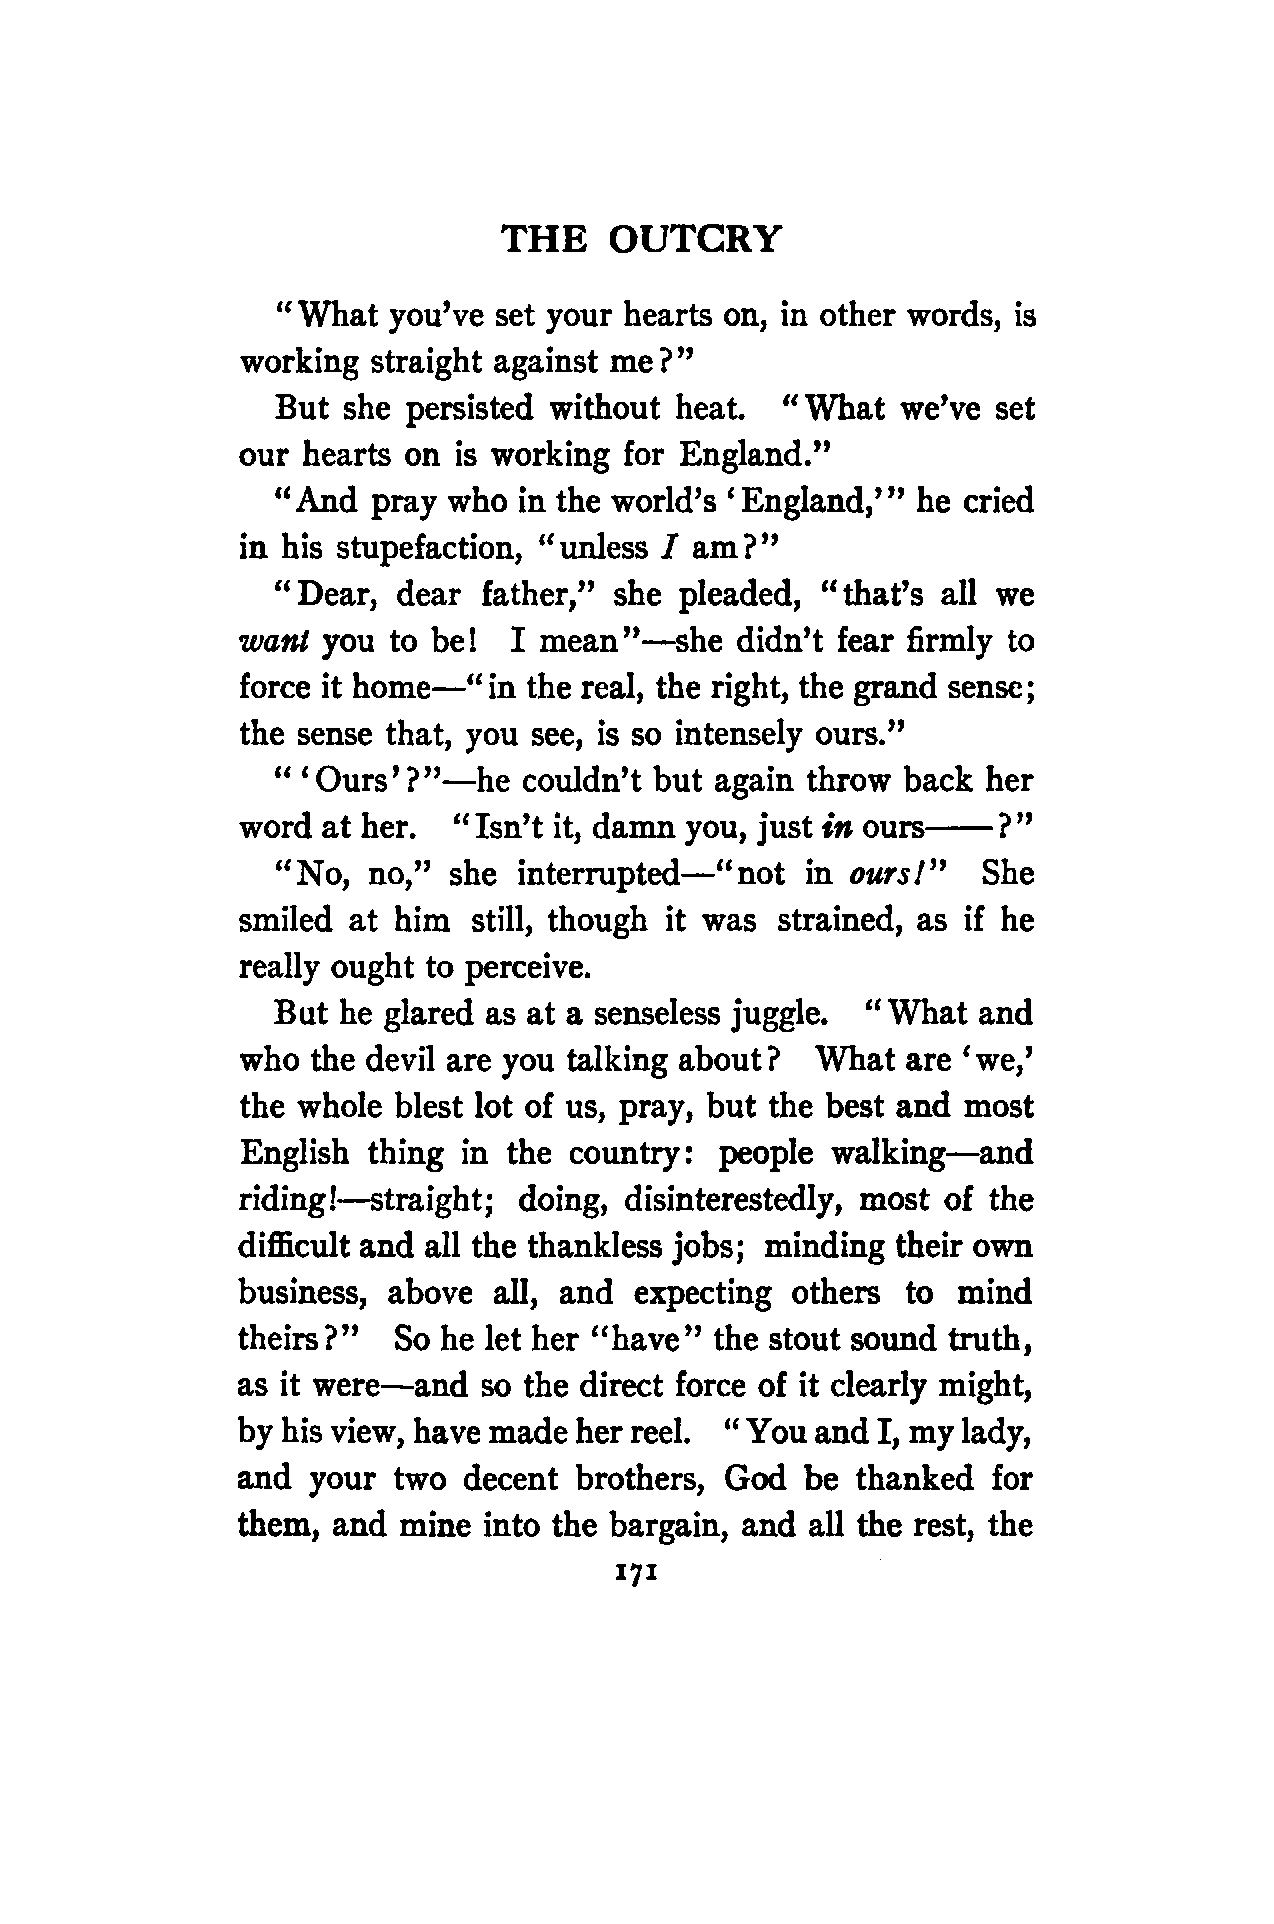 THE OUTCRY
"What you've set your hearts on, in other words, is
working straight against me?"
But she persisted without heat. "What we've set
our hearts on is working for England."
"And pray who in the world's 'England,'" he cried
in his stupefaction, "unless I am?"
"Dear, dear father," she pleaded, "that's all we
want you to be! I mean"—she didn't fear firmly to
force it home—"in the real, the right, the grand sense;
the sense that, you see, is so intensely ours."
"'Ours'?"—he couldn't but again throw back her
word at her. "Isn't it, damn you, just in ours——?"
"No, no," she interrupted—"not in ours!" She
smiled at him still, though it was strained, as if he
really ought to perceive.
But he glared as at a senseless juggle. "What and
who the devil are you talking about? What are 'we,'
the whole blest lot of us, pray, but the best and most
English thing in the country: people walking—and
riding!—straight; doing, disinterestedly, most of the
difficult and all the thankless jobs; minding their own
business, above all, and expecting others to mind
theirs?" So he let her "have" the stout sound truth,
as it were—and so the direct force of it clearly might,
by his view, have made her reel. "You and I, my lady,
and your two decent brothers, God be thanked for
them, and mine into the bargain, and all the rest, the
171